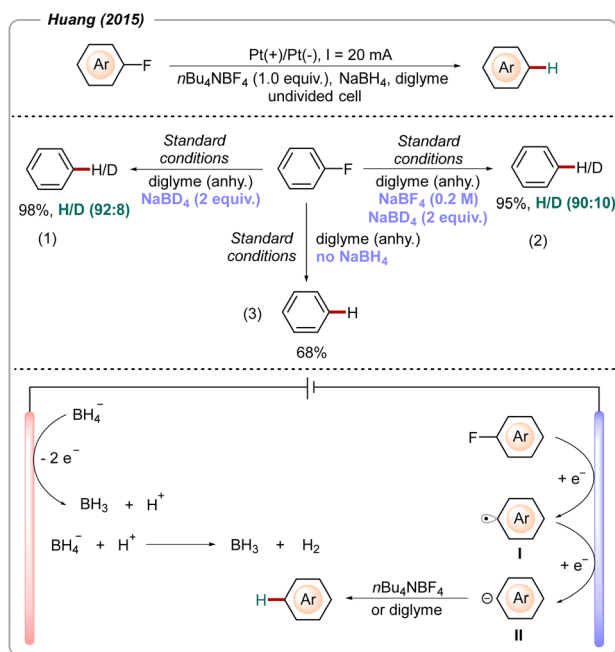 Huang (2015)
Ar F
Pt(+)/Pt(-), I = 20 mA
nBu4NBF4 (1.0 equiv.), NaBH4, diglyme
undivided cell
Ar H
H/D
98%, H/D (92:8)
(1)
Standard
conditions
diglyme (anhy.)
NaBD4 (2 equiv.)
F
Standard
conditions
diglyme (anhy.)
NaBF4 (0.2 M)
NaBD4 (2 equiv.)
H/D
95%, H/D (90:10)
(2)
Standard
conditions
diglyme (anhy.)
no NaBH4
(3)
H
68%
BH4−
- 2 e−
BH3 + H+
BH4− + H+ BH3 + H2
F Ar
+ e−
Ar
I
+ e−
H Ar
nBu4NBF4
or diglyme
⊖ Ar
II